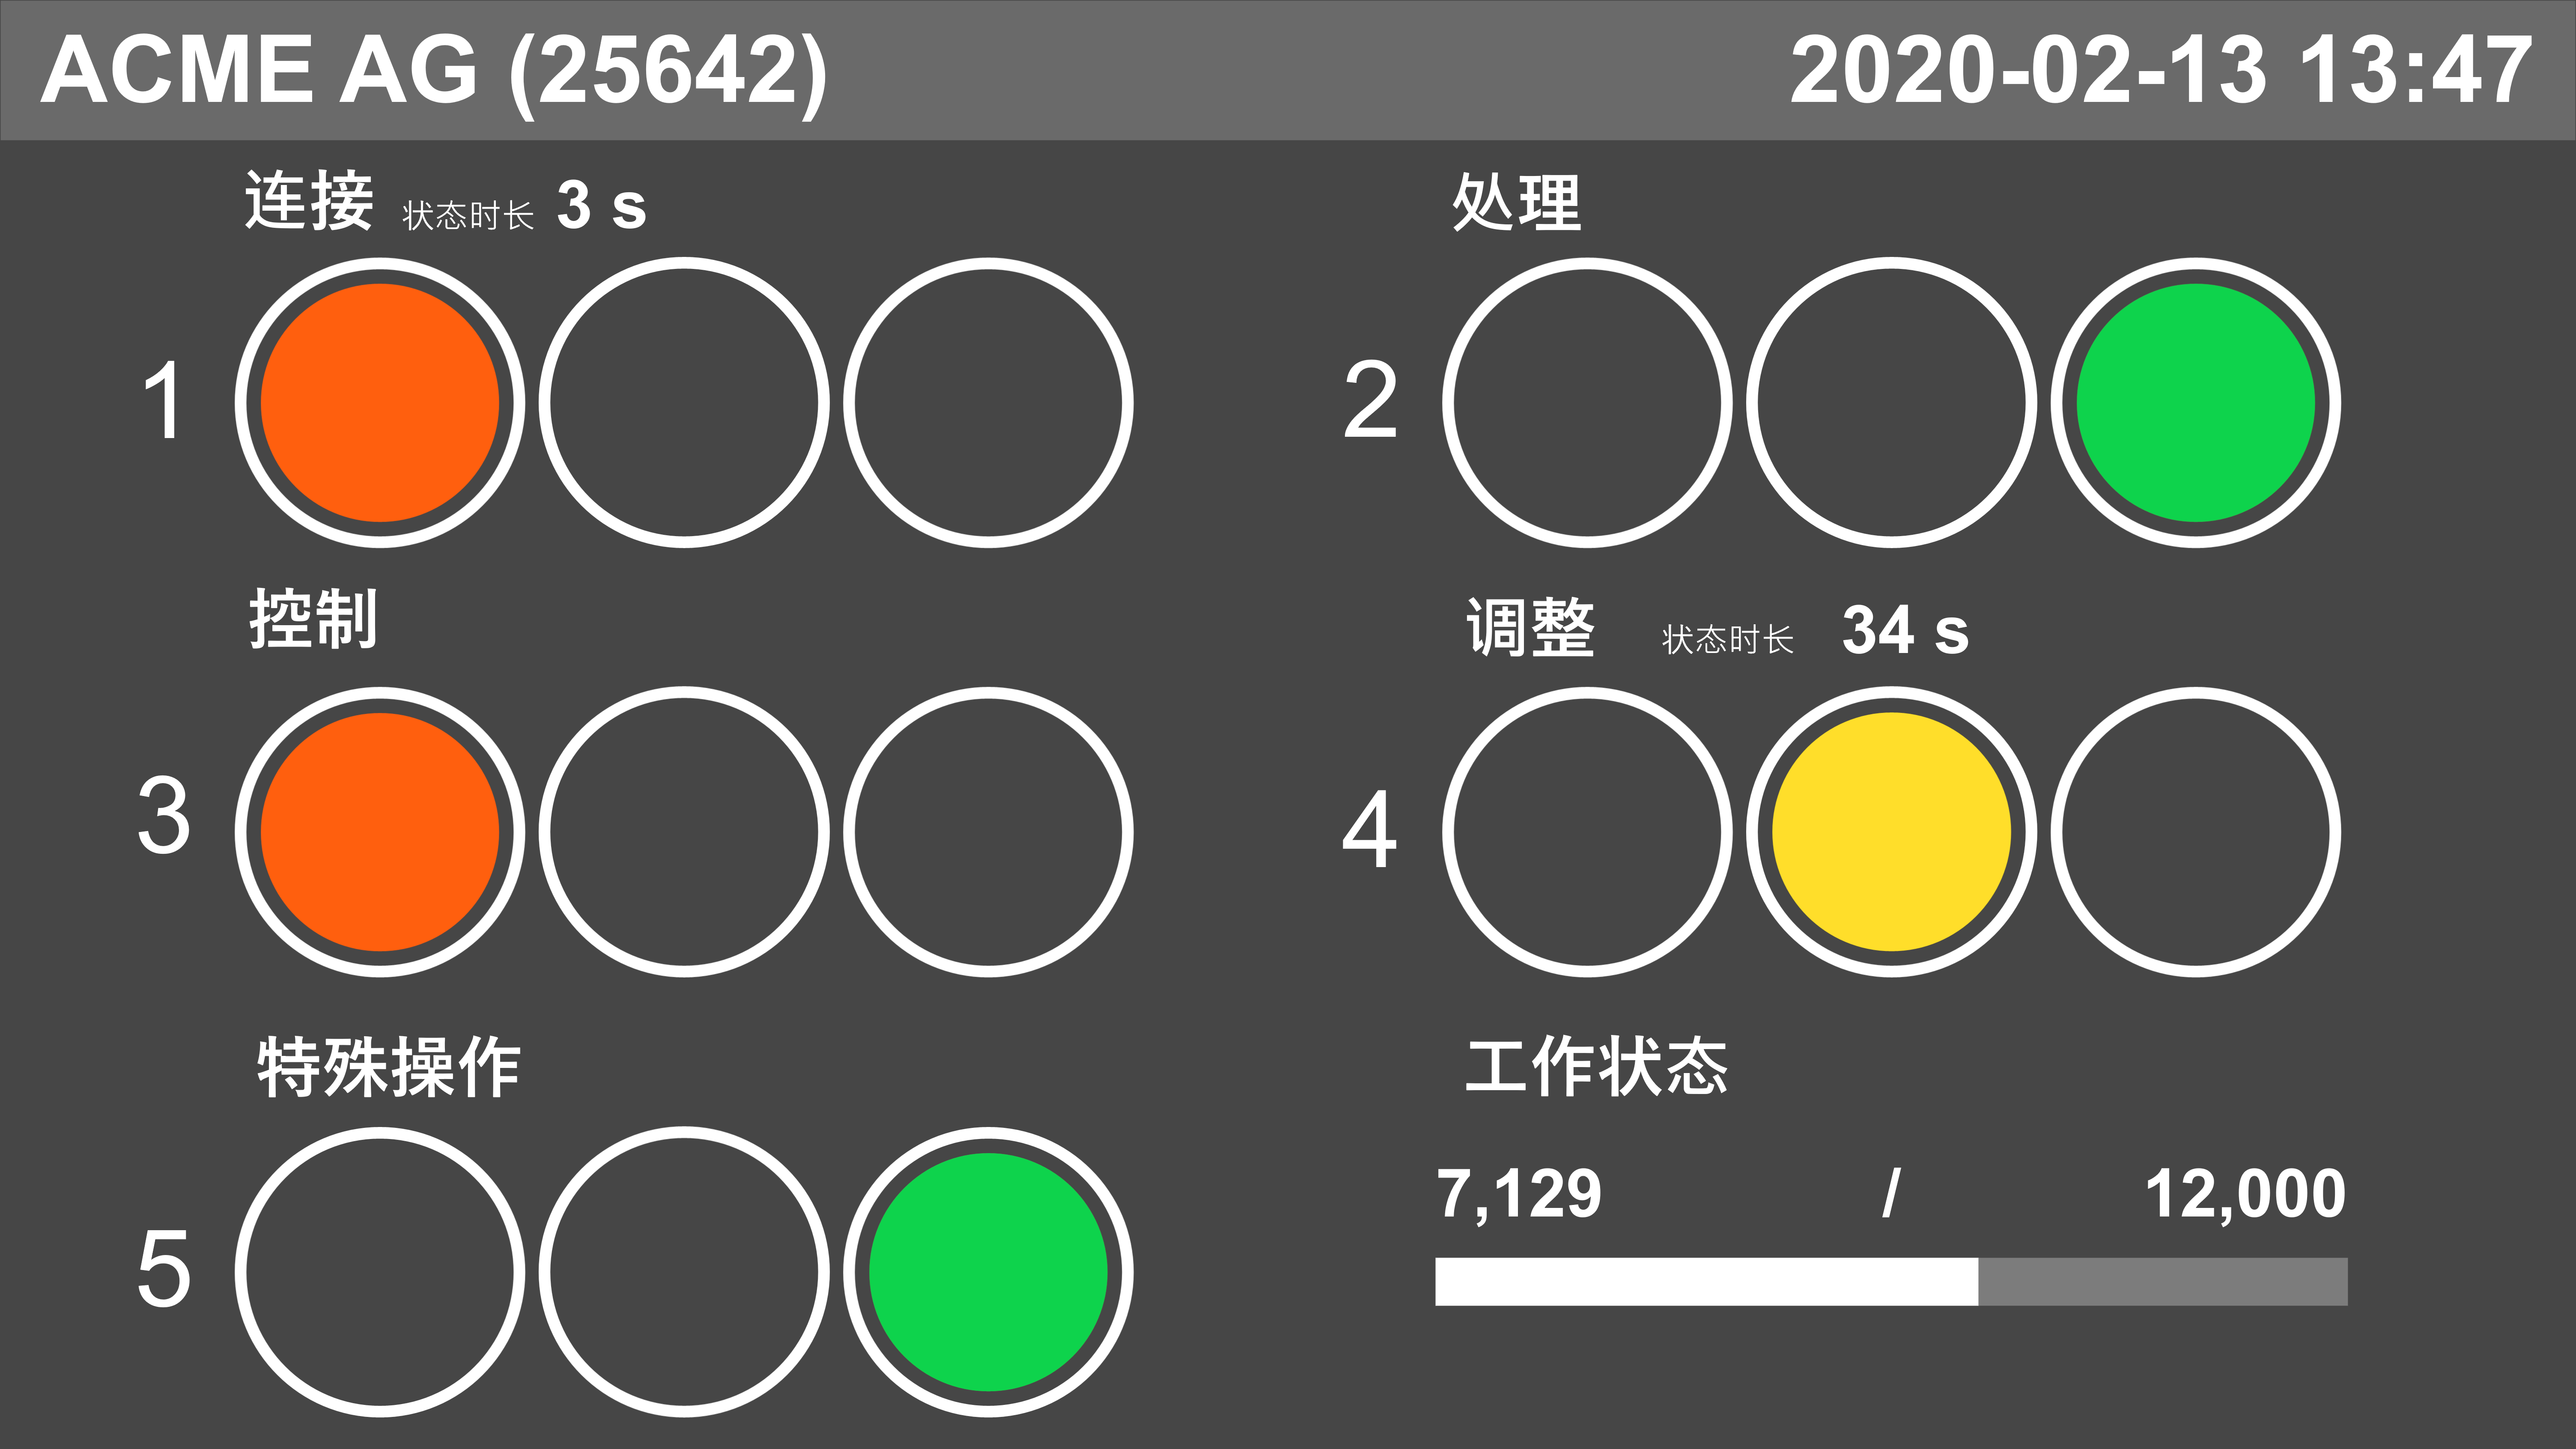 ACME AG (25642) 2020-02-13 13:47
连接 状态时长 3 s
处理
1
2
控制
调整 状态时长 34 s
3
4
特殊操作
工作状态
7,129 / 12,000
5